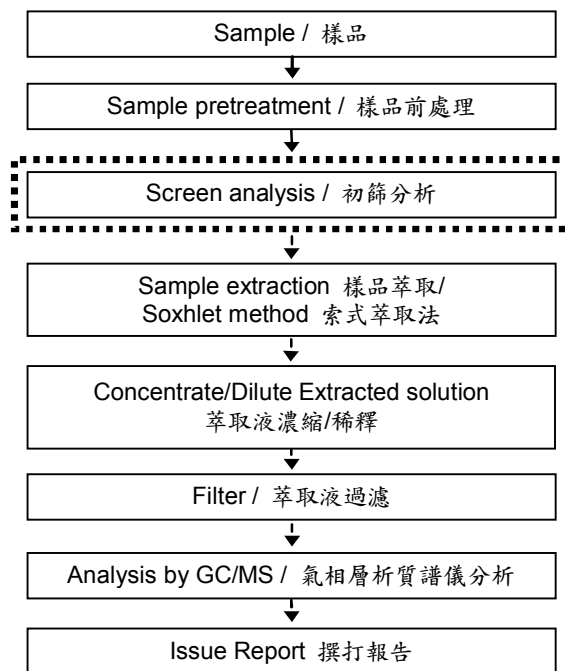 Sample / 樣品
Sample pretreatment / 樣品前處理
Screen analysis / 初篩分析
Sample extraction 樣品萃取/
Soxhlet method 索式萃取法
Concentrate/Dilute Extracted solution
萃取液濃縮/稀釋
Filter / 萃取液過濾
Analysis by GC/MS / 氣相層析質譜儀分析
Issue Report 撰打報告